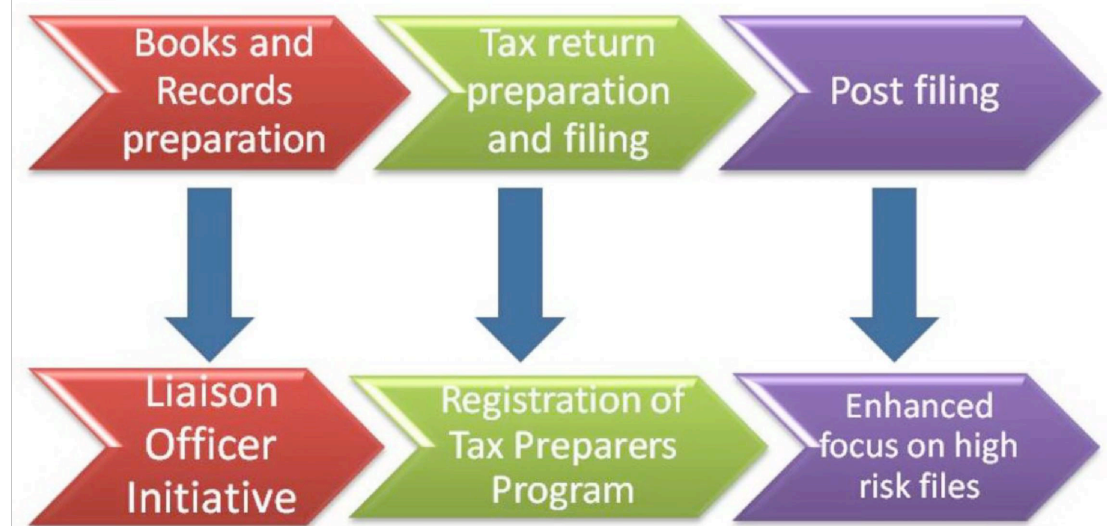 Books and
Records
preparation
Tax return
preparation
and filing
Post filing
Liaison
Officer
Initiative
Registration of
Tax Preparers
Program
Enhanced
focus on high
risk files